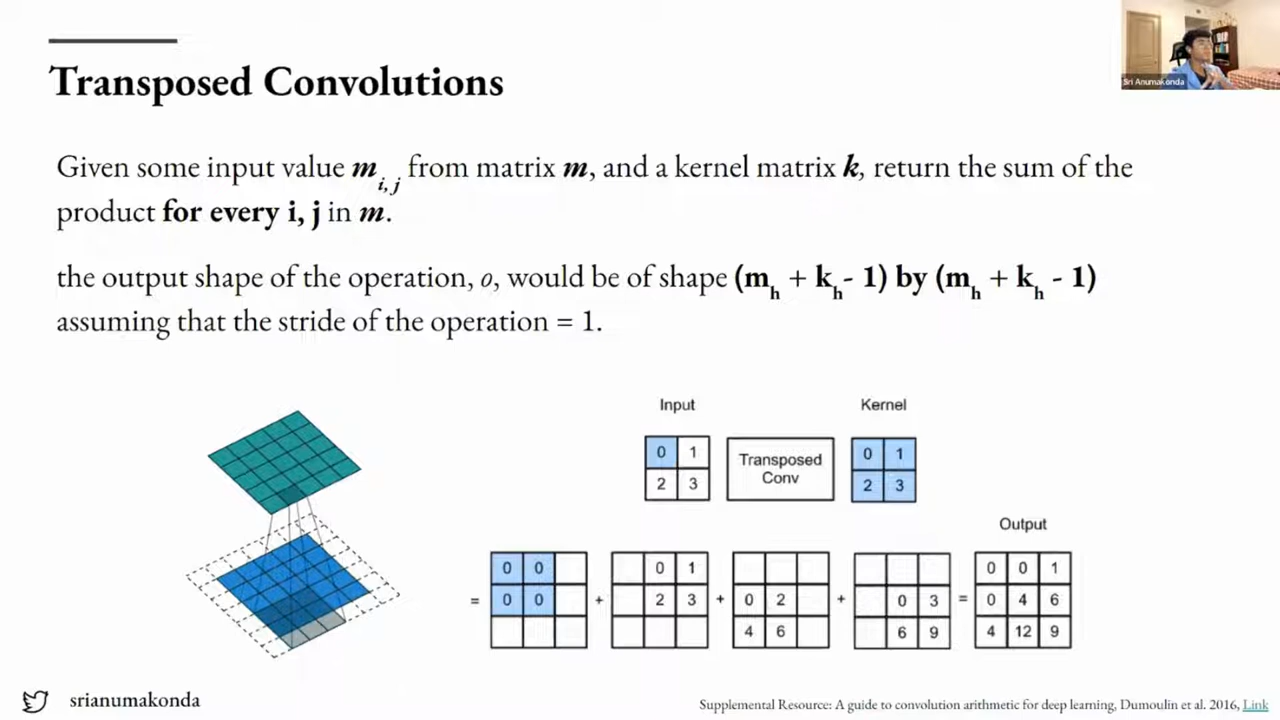 Sri Anumakonda
Transposed Convolutions
Given some input value m i, j from matrix m, and a kernel matrix k, return the sum of the
product for every i, j in m.
the output shape of the operation, o, would be of shape (m h + k h - 1) by (m h + k h - 1)
assuming that the stride of the operation = 1.
Input
Kernel
0 1
2 3
Transposed
Conv
0 1
2 3
Output
= 0 0 + 0 1 + + = 0 0 1
0 0 2 3 0 2 0 3 0 4 6
4 6 6 9 4 12 9
srianumakonda
Supplemental Resource: A guide to convolution arithmetic for deep learning, Dumoulin et al. 2016, Link